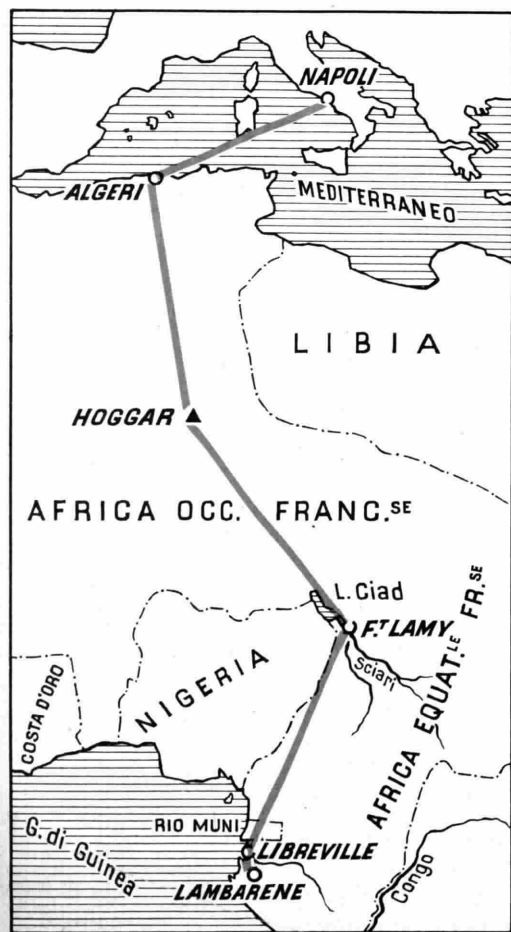 NAPOLI
ALGERI
MEDITERRANEO
LIBIA
HOGGAR
AFRICA OCC. FRANC.SE
L. Ciad
F.T LAMY
Sciari
NIGERIA
COSTA D'ORO
AFRICA EQUAT.LE FR.SE
RIO MUNI
G. di Guinea
LIBREVILLE
LAMBARENE
Congo